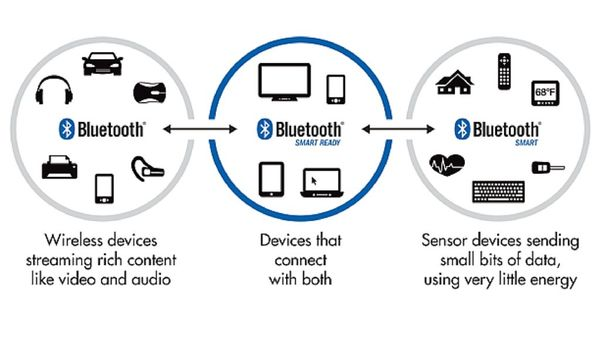 68°F
Bluetooth®
Bluetooth®
SMART READY
Bluetooth®
SMART
Wireless devices
streaming rich content
like video and audio
Devices that
connect
with both
Sensor devices sending
small bits of data,
using very little energy